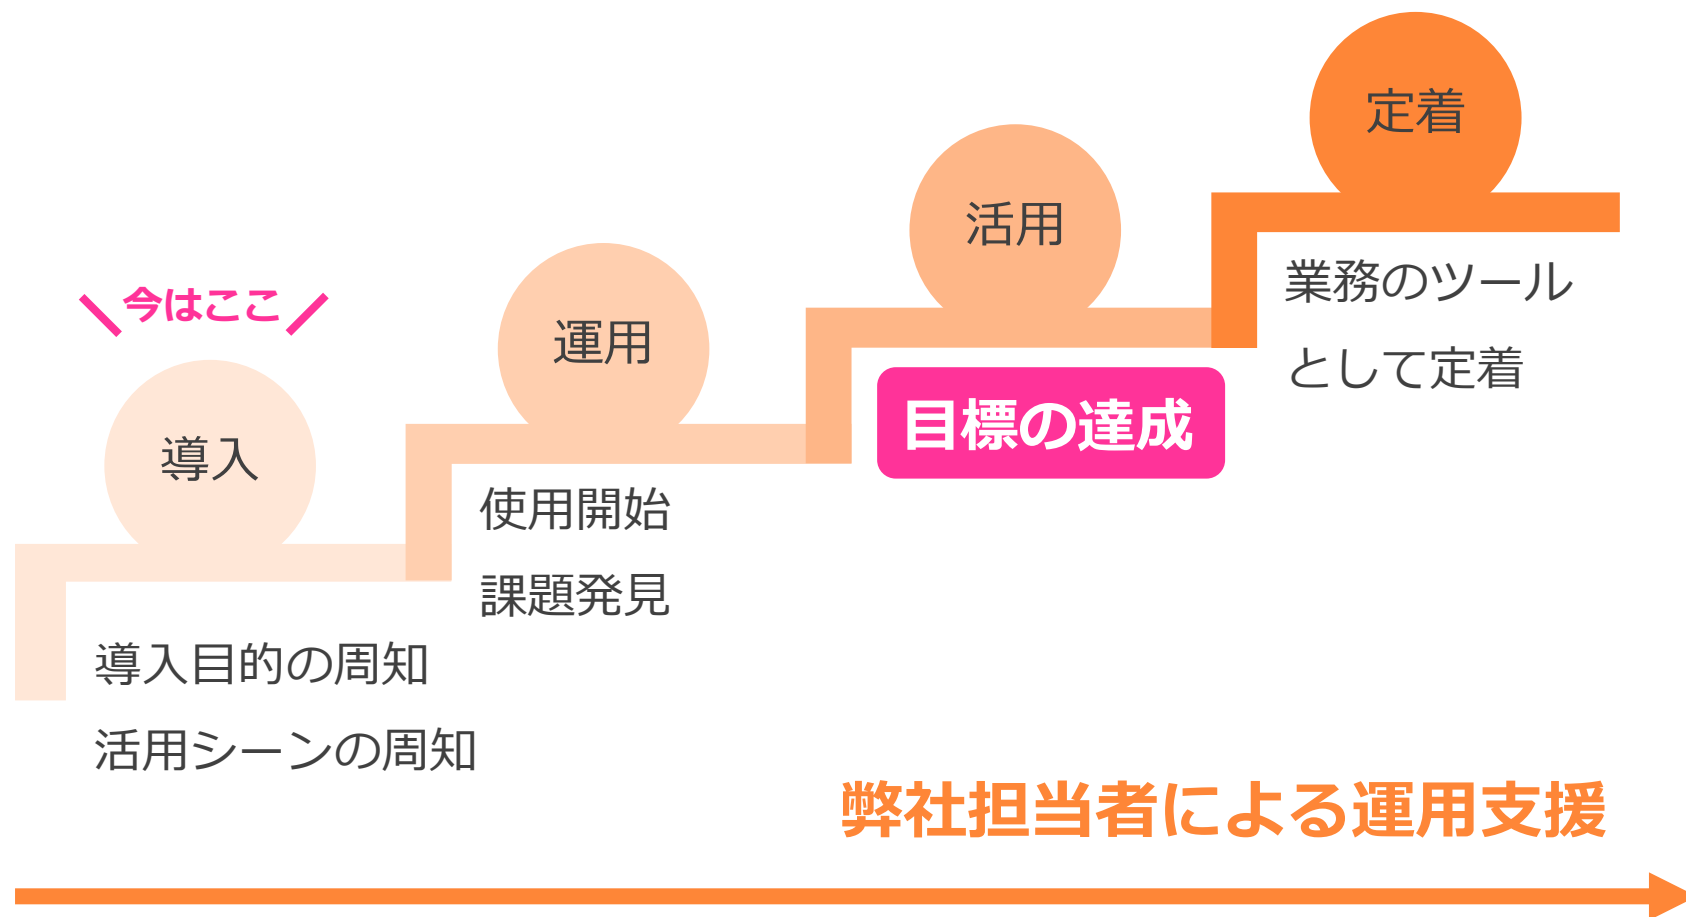 今はここ
導入
導入目的の周知
活用シーンの周知
運用
使用開始
課題発見
活用
目標の達成
定着
業務のツール
として定着
弊社担当者による運用支援